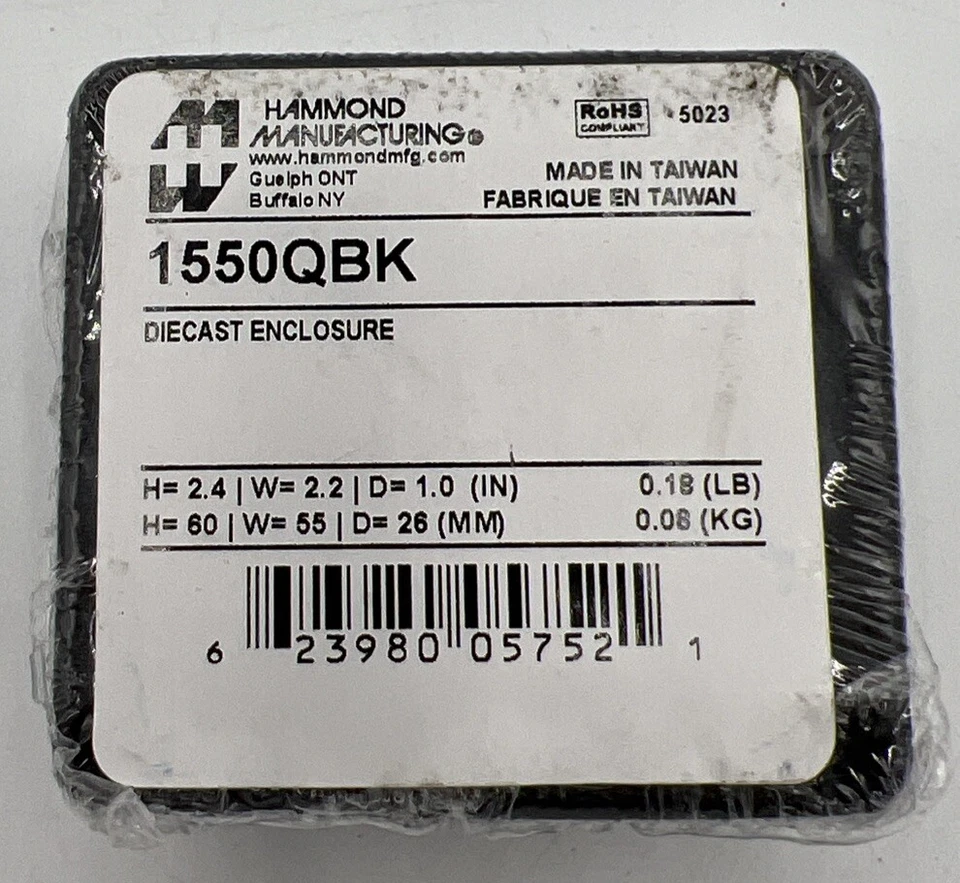 HAMMOND
MANUFACTURING®
www.hammondmfg.com
Guelph ONT
Buffalo NY
RoHS
COMPLIANT
5023
MADE IN TAIWAN
FABRIQUE EN TAIWAN
1550QBK
DIECAST ENCLOSURE
H= 2.4 | W= 2.2 | D= 1.0 (IN) 0.18 (LB)
H= 60 | W= 55 | D= 26 (MM) 0.08 (KG)
6 23980 05752 1